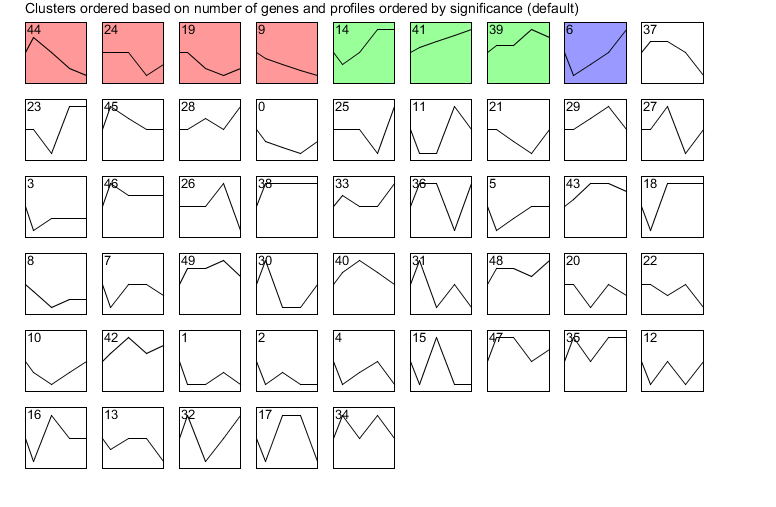 Clusters ordered based on number of genes and profiles ordered by significance (default)
44 24 19 9 14 41 39 6 37
23 45 28 0 25 11 21 29 27
3 46 26 38 33 36 5 43 18
8 7 49 30 40 31 48 20 22
10 42 1 2 4 15 47 35 12
16 13 32 17 34